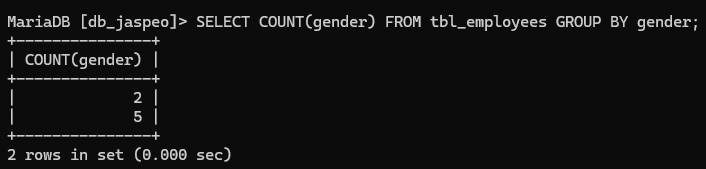 MariaDB [db_jaspeo]> SELECT COUNT(gender) FROM tbl_employees GROUP BY gender;
+---------------+
| COUNT(gender) |
+---------------+
|             2 |
|             5 |
+---------------+
2 rows in set (0.000 sec)